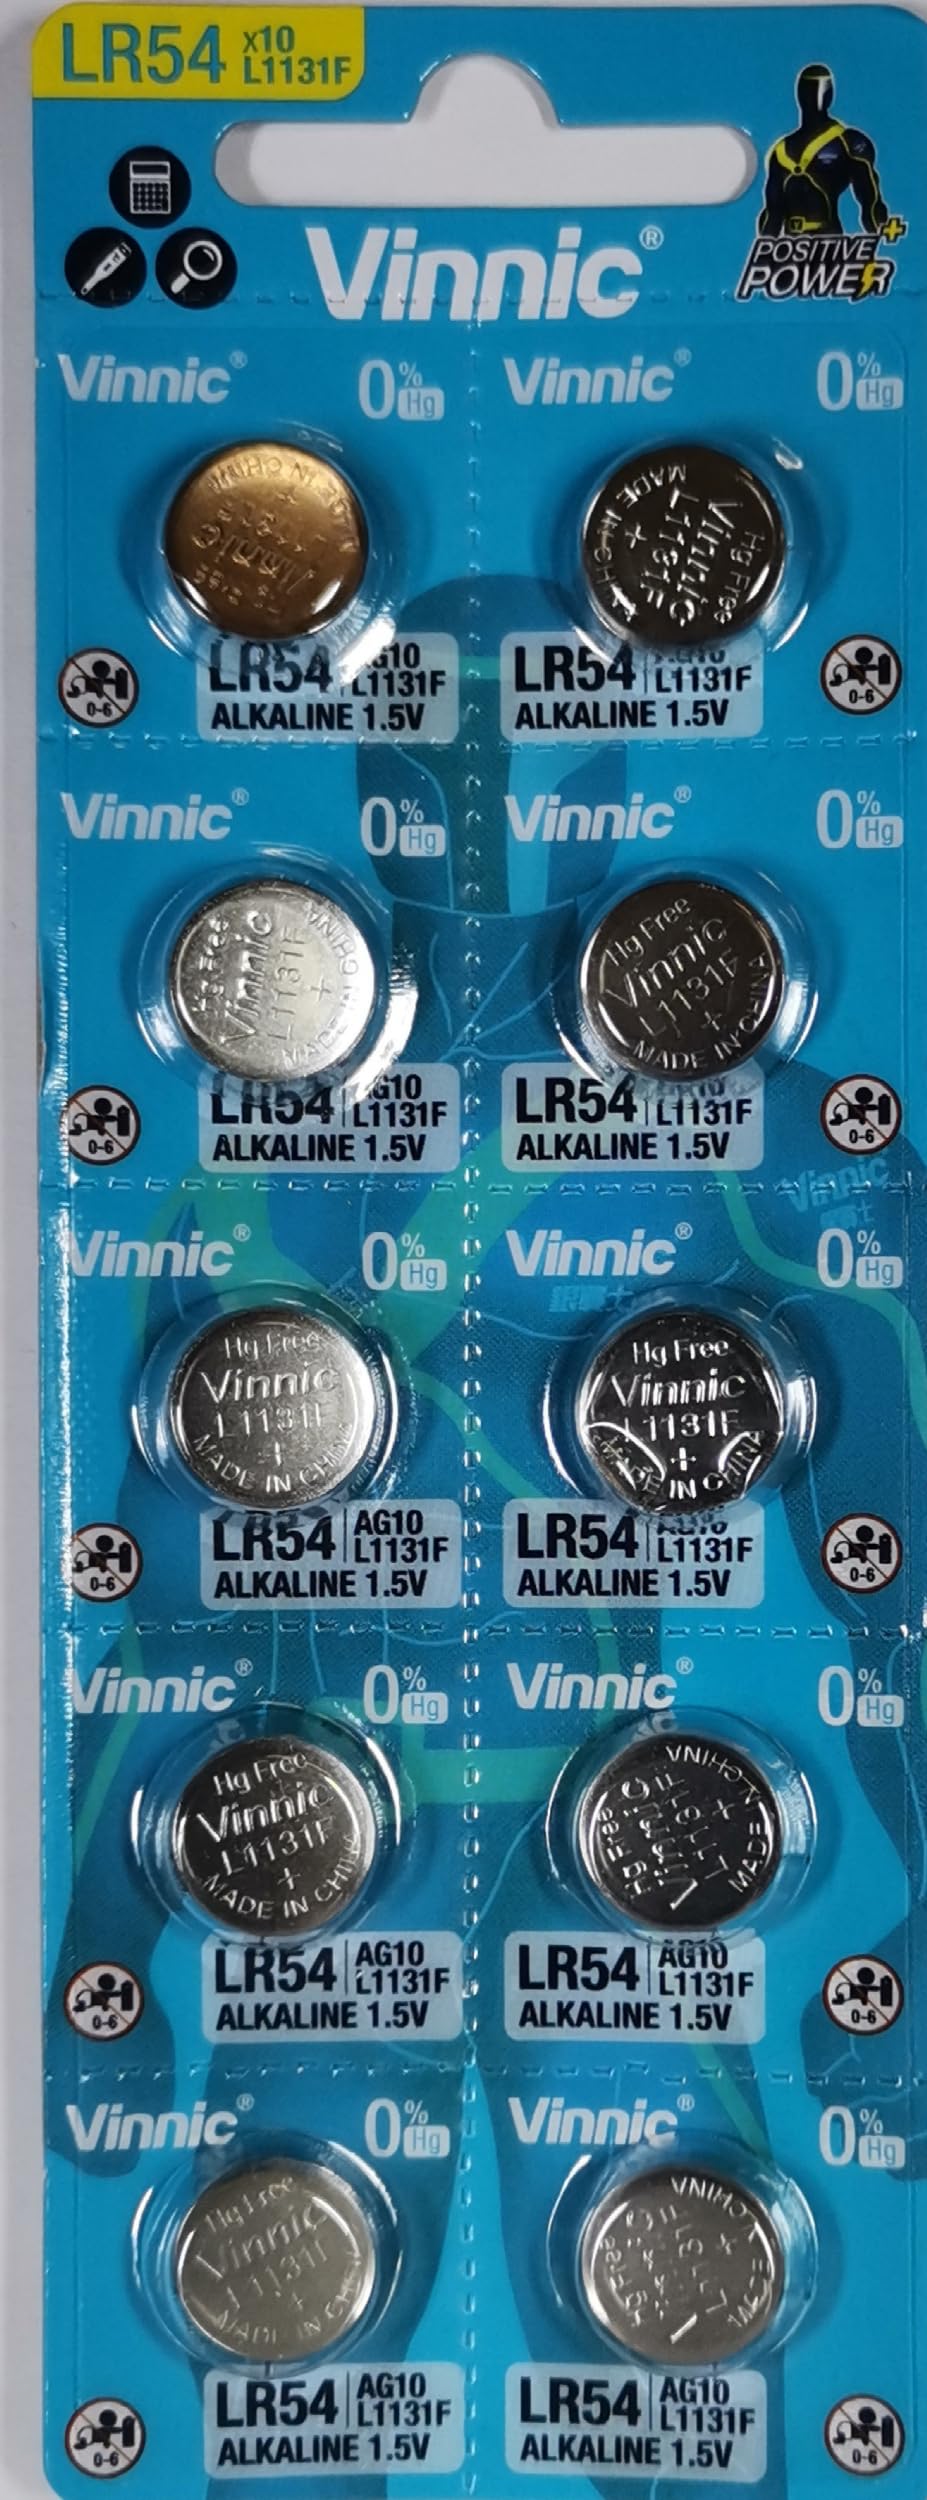 LR54 x10
L1131F
Vinnic®
POSITIVE+
POWER
Vinnic® 0% Hg
Vinnic® 0% Hg
MADE IN CHINA
+
Vinnic
Hg Free
Vinnic
L1131F
+
MADE IN CHINA
LR54 AG10
L1131F
ALKALINE 1.5V
0-6
LR54 AG10
L1131F
ALKALINE 1.5V
0-6
Vinnic® 0% Hg
Vinnic® 0% Hg
Hg Free
Vinnic
L1131F
+
MADE IN CHINA
Hg Free
Vinnic
L1131F
+
MADE IN CHINA
LR54 AG10
L1131F
ALKALINE 1.5V
0-6
LR54 AG10
L1131F
ALKALINE 1.5V
0-6
Vinnic
Vinnic® 0% Hg
Vinnic® 0% Hg
Hg Free
Vinnic
L1131F
+
MADE IN CHINA
Hg Free
Vinnic
L1131F
+
MADE IN CHINA
LR54 AG10
L1131F
ALKALINE 1.5V
0-6
LR54 AG10
L1131F
ALKALINE 1.5V
0-6
Vinnic® 0% Hg
Vinnic® 0% Hg
Hg Free
Vinnic
L1131F
+
MADE IN CHINA
Hg Free
Vinnic
L1131F
+
MADE IN CHINA
LR54 AG10
L1131F
ALKALINE 1.5V
0-6
LR54 AG10
L1131F
ALKALINE 1.5V
0-6
Vinnic® 0% Hg
Vinnic® 0% Hg
Hg Free
Vinnic
L1131F
+
MADE IN CHINA
Hg Free
+
CHINA
LR54 AG10
L1131F
ALKALINE 1.5V
0-6
LR54 AG10
L1131F
ALKALINE 1.5V
0-6